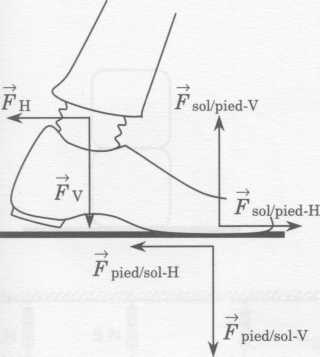 F⃗ H
F⃗ sol/pied-V
F⃗ V
F⃗ sol/pied-H
F⃗ pied/sol-H
F⃗ pied/sol-V